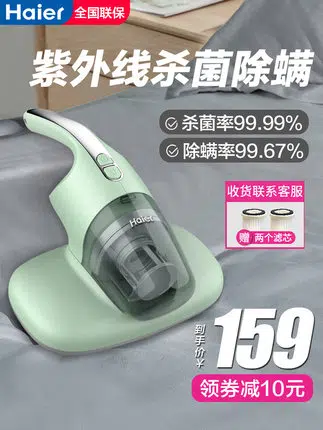 Haier 全国联保
紫外线杀菌除螨
杀菌率99.99%
除螨率99.67%
收货联系客服
赠 两个滤芯
Haier
到手价 ¥ 159
领券减10元